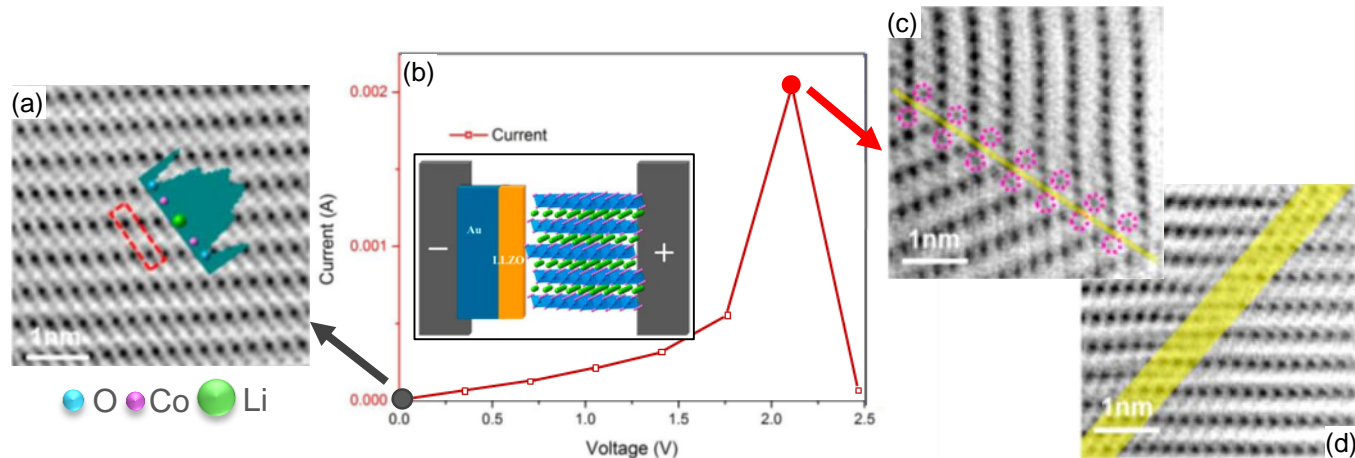 (a)
1nm
O Co Li
(b)
0.002
0.001
0.000
Current (A)
Current
Au
LLZO
−
+
0.0 0.5 1.0 1.5 2.0 2.5
Voltage (V)
(c)
1nm
1nm
(d)